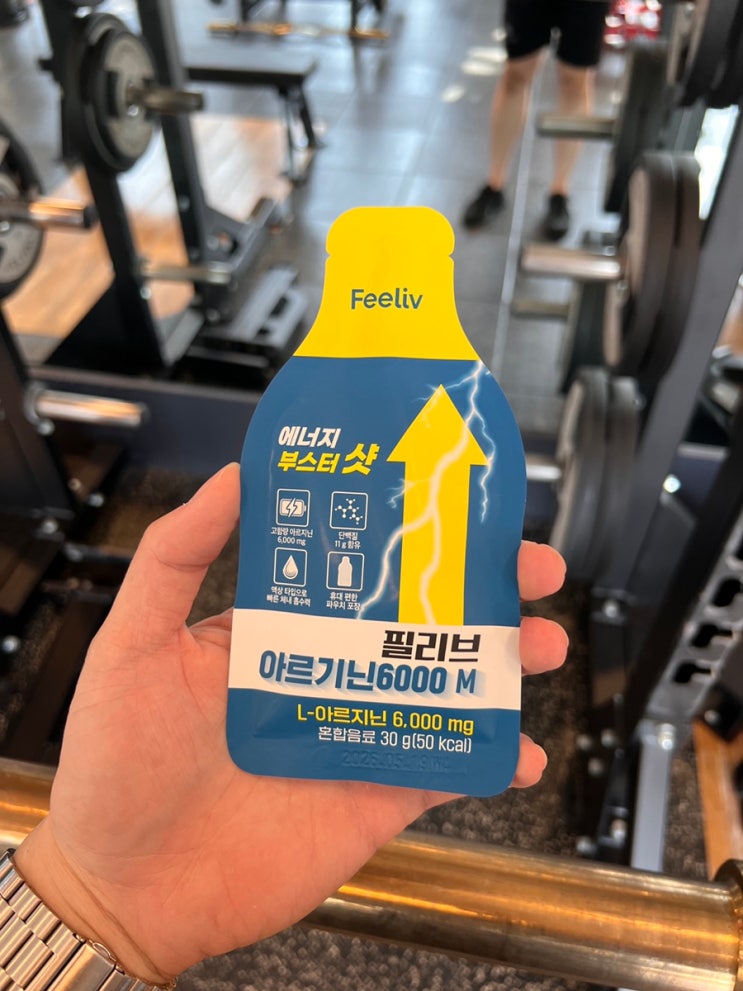 Feeliv
에너지
부스터 샷
고함량 아르지닌
6,000 mg
단백질
11 g 함유
액상 타입으로
빠른 체내 흡수력
휴대 편한
파우치 포장
필리브
아르기닌6000 M
L-아르지닌 6,000 mg
혼합음료 30 g(50 kcal)